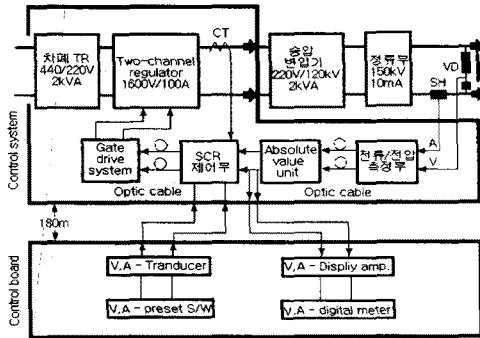 차폐 TR
440/220V
2kVA
Two-channel
regulator
1600V/100A
CT
승압
변압기
220V/120kV
2kVA
정류부
150kV
10mA
VD
SH
A
V
Control system
Gate
drive
system
SCR
제어부
Absolute
value
unit
전류/전압
측정부
Optic cable
Optic cable
180m
Control board
V,A - Tranducer
V,A - Display amp.
V,A - preset S/W
V,A - digital meter